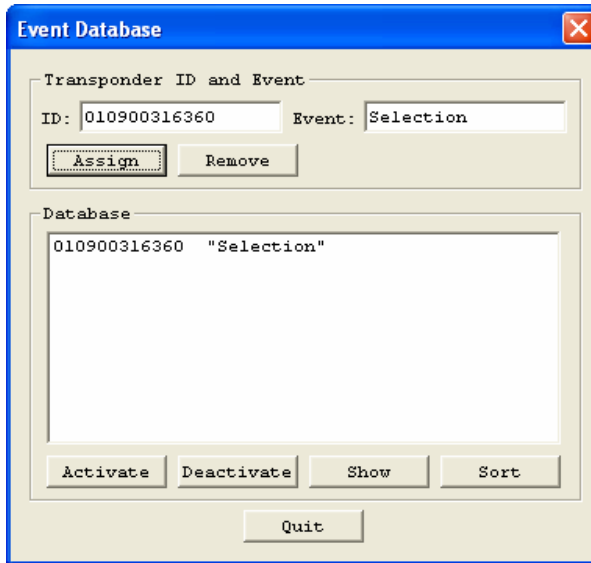 Event Database
Transponder ID and Event
ID: 010900316360 Event: Selection
Assign Remove
Database
010900316360 "Selection"
Activate Deactivate Show Sort
Quit